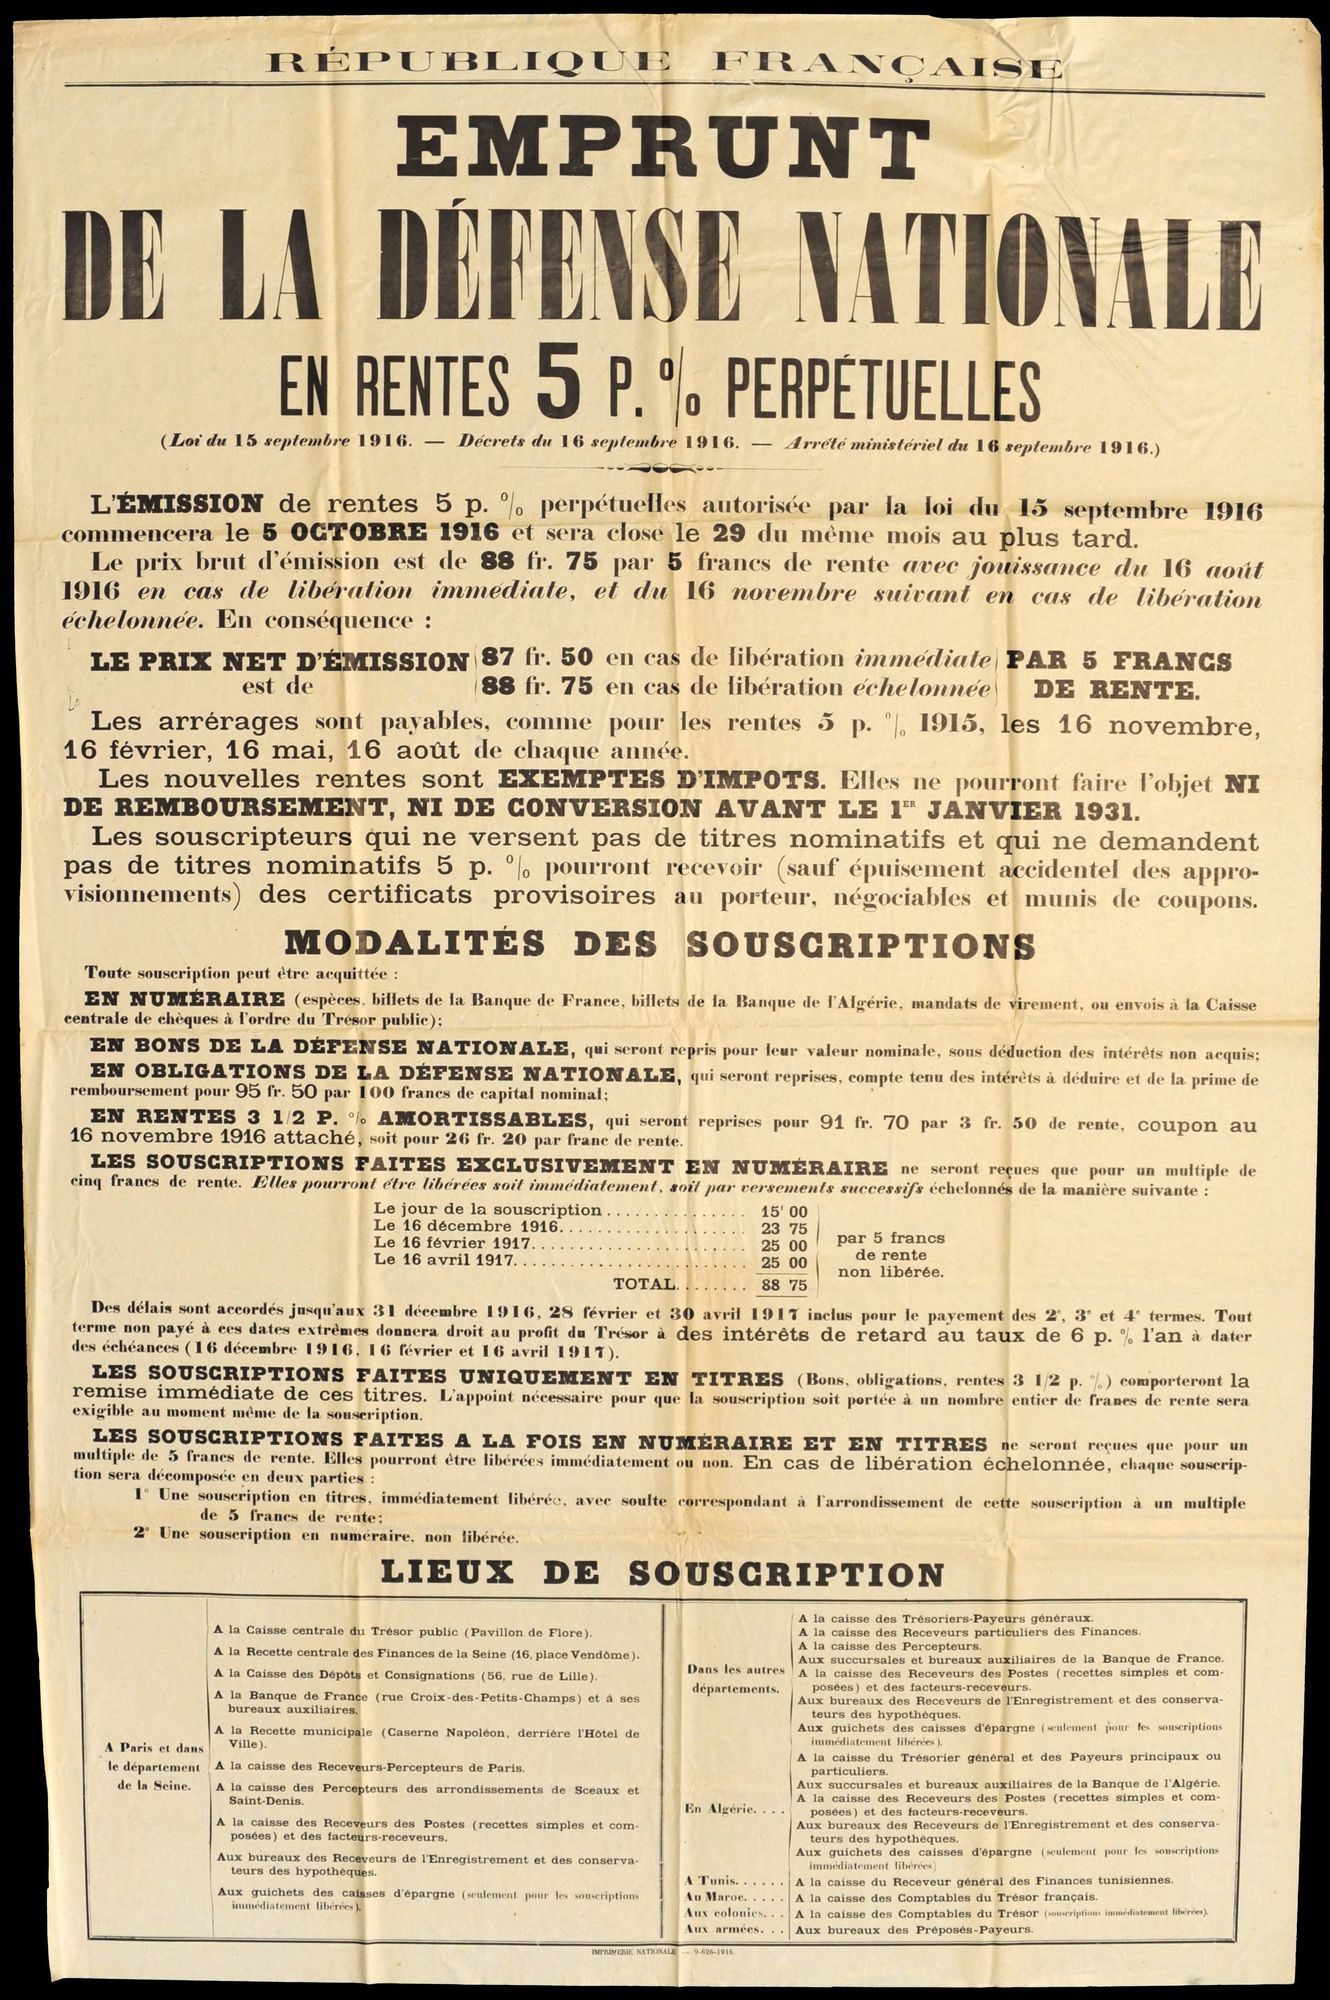 RÉPUBLIQUE FRANÇAISE
EMPRUNT
DE LA DÉFENSE NATIONALE
EN RENTES 5 P. % PERPÉTUELLES
(Loi du 15 septembre 1916. — Décrets du 16 septembre 1916. — Arrété ministériel du 16 septembre 1916.)
L'ÉMISSION de rentes 5 p. % perpétuelles autorisée par la loi du 15 septembre 1916
commencera le 5 OCTOBRE 1916 et sera close le 29 du même mois au plus tard.
Le prix brut d'émission est de 88 fr. 75 par 5 francs de rente avec jouissance du 16 août
1916 en cas de libération immédiate, et du 16 novembre suivant en cas de libération
échelonnée. En conséquence :
LE PRIX NET D'ÉMISSION 87 fr. 50 en cas de libération immédiate PAR 5 FRANCS
est de 88 fr. 75 en cas de libération échelonnée DE RENTE.
Les arrérages sont payables, comme pour les rentes 5 p. % 1915, les 16 novembre,
16 février, 16 mai, 16 août de chaque année.
Les nouvelles rentes sont EXEMPTES D'IMPOTS. Elles ne pourront faire l'objet NI
DE REMBOURSEMENT, NI DE CONVERSION AVANT LE 1ER JANVIER 1931.
Les souscripteurs qui ne versent pas de titres nominatifs et qui ne demandent
pas de titres nominatifs 5 p. % pourront recevoir (sauf épuisement accidentel des appro-
visionnements) des certificats provisoires au porteur, négociables et munis de coupons.
MODALITÉS DES SOUSCRIPTIONS
Toute souscription peut être acquittée :
EN NUMÉRAIRE (espèces, billets de la Banque de France, billets de la Banque de l'Algérie, mandats de virement, ou envois à la Caisse
centrale de chèques à l'ordre du Trésor public);
EN BONS DE LA DÉFENSE NATIONALE, qui seront repris pour leur valeur nominale, sous déduction des intérêts non acquis;
EN OBLIGATIONS DE LA DÉFENSE NATIONALE, qui seront reprises, compte tenu des intérêts à déduire et de la prime de
remboursement pour 95 fr. 50 par 100 francs de capital nominal;
EN RENTES 3 1/2 P. % AMORTISSABLES, qui seront reprises pour 91 fr. 70 par 3 fr. 50 de rente, coupon au
16 novembre 1916 attaché, soit pour 26 fr. 20 par franc de rente.
LES SOUSCRIPTIONS FAITES EXCLUSIVEMENT EN NUMÉRAIRE ne seront reçues que pour un multiple de
cinq francs de rente. Elles pourront être libérées soit immédiatement, soit par versements successifs échelonnés de la manière suivante :
Le jour de la souscription............... 15f 00
Le 16 décembre 1916................... 23 75
Le 16 février 1917...................... 25 00
Le 16 avril 1917........................ 25 00
TOTAL........ 88 75
par 5 francs
de rente
non libérée.
Des délais sont accordés jusqu'aux 31 décembre 1916, 28 février et 30 avril 1917 inclus pour le payement des 2e, 3e et 4e termes. Tout
terme non payé à ces dates extrêmes donnera droit au profit du Trésor à des intérêts de retard au taux de 6 p. % l'an à dater
des échéances (16 décembre 1916, 16 février et 16 avril 1917).
LES SOUSCRIPTIONS FAITES UNIQUEMENT EN TITRES (Bons, obligations, rentes 3 1/2 p. %) comporteront la
remise immédiate de ces titres. L'appoint nécessaire pour que la souscription soit portée à un nombre entier de francs de rente sera
exigible au moment même de la souscription.
LES SOUSCRIPTIONS FAITES A LA FOIS EN NUMÉRAIRE ET EN TITRES ne seront reçues que pour un
multiple de 5 francs de rente. Elles pourront être libérées immédiatement ou non. En cas de libération échelonnée, chaque souscrip-
tion sera décomposée en deux parties :
1° Une souscription en titres, immédiatement libérée, avec soulte correspondant à l'arrondissement de cette souscription à un multiple
de 5 francs de rente;
2° Une souscription en numéraire, non libérée.
LIEUX DE SOUSCRIPTION
A Paris et dans
le département
de la Seine.
A la Caisse centrale du Trésor public (Pavillon de Flore).
A la Recette centrale des Finances de la Seine (16, place Vendôme).
A la Caisse des Dépôts et Consignations (56, rue de Lille).
A la Banque de France (rue Croix-des-Petits-Champs) et à ses
bureaux auxiliaires.
A la Recette municipale (Caserne Napoléon, derrière l'Hôtel de
Ville).
A la caisse des Receveurs-Percepteurs de Paris.
A la caisse des Percepteurs des arrondissements de Sceaux et
Saint-Denis.
A la caisse des Receveurs des Postes (recettes simples et com-
posées) et des facteurs-receveurs.
Aux bureaux des Receveurs de l'Enregistrement et des conserva-
teurs des hypothèques.
Aux guichets des caisses d'épargne (seulement pour les souscriptions
immédiatement libérées).
Dans les autres
départements.
A la caisse des Trésoriers-Payeurs généraux.
A la caisse des Receveurs particuliers des Finances.
A la caisse des Percepteurs.
Aux succursales et bureaux auxiliaires de la Banque de France.
A la caisse des Receveurs des Postes (recettes simples et com-
posées) et des facteurs-receveurs.
Aux bureaux des Receveurs de l'Enregistrement et des conserva-
teurs des hypothèques.
Aux guichets des caisses d'épargne (seulement pour les souscriptions
immédiatement libérées).
En Algérie....
A la caisse du Trésorier général et des Payeurs principaux ou
particuliers.
Aux succursales et bureaux auxiliaires de la Banque de l'Algérie.
A la caisse des Receveurs des Postes (recettes simples et com-
posées) et des facteurs-receveurs.
Aux bureaux des Receveurs de l'Enregistrement et des conserva-
teurs des hypothèques.
Aux guichets des caisses d'épargne (seulement pour les souscriptions
immédiatement libérées)
A Tunis...... A la caisse du Receveur général des Finances tunisiennes.
Au Maroc..... A la caisse des Comptables du Trésor français.
Aux colonies... A la caisse des Comptables du Trésor (souscriptions immédiatement libérées).
Aux armées... Aux bureaux des Préposés-Payeurs.
IMPRIMERIE NATIONALE — 9-626-1916.